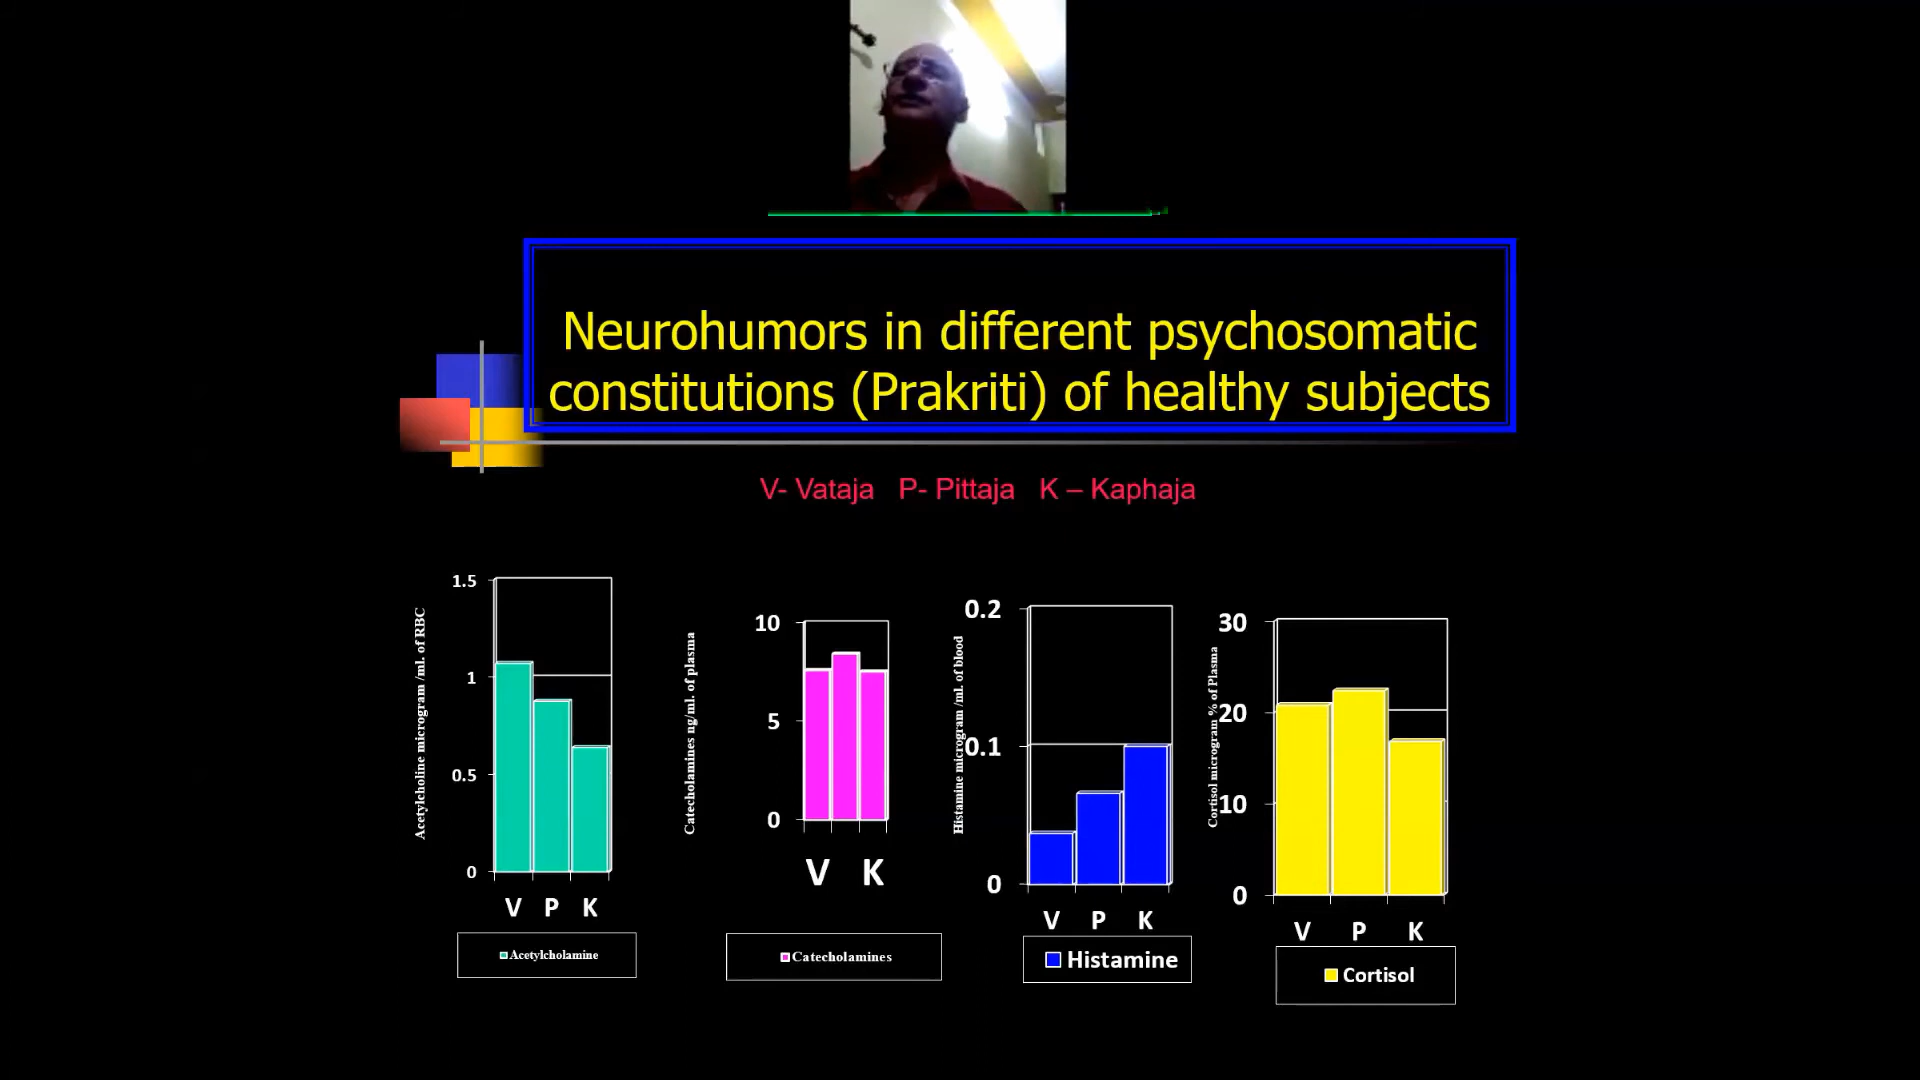 Neurohumors in different psychosomatic
constitutions (Prakriti) of healthy subjects
V- Vataja P- Pittaja K – Kaphaja
Acetylcholine microgram /ml. of RBC
1.5
1
0.5
0
V P K
Acetylcholamine
Catecholamines ng/ml. of plasma
10
5
0
V K
Catecholamines
Histamine microgram /ml. of blood
0.2
0.1
0
V P K
Histamine
Cortisol microgram % of Plasma
30
20
10
0
V P K
Cortisol